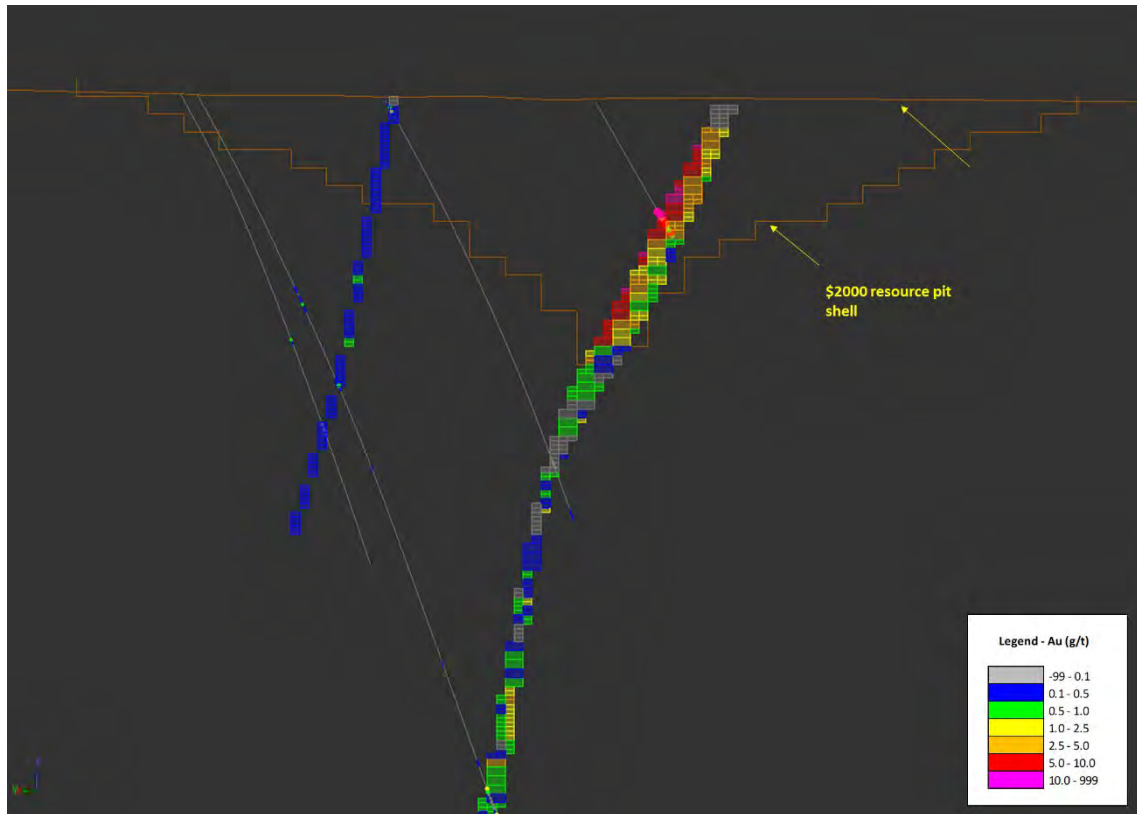 $2000 resource pit
shell
Legend - Au (g/t)
-99 - 0.1
0.1 - 0.5
0.5 - 1.0
1.0 - 2.5
2.5 - 5.0
5.0 - 10.0
10.0 - 999